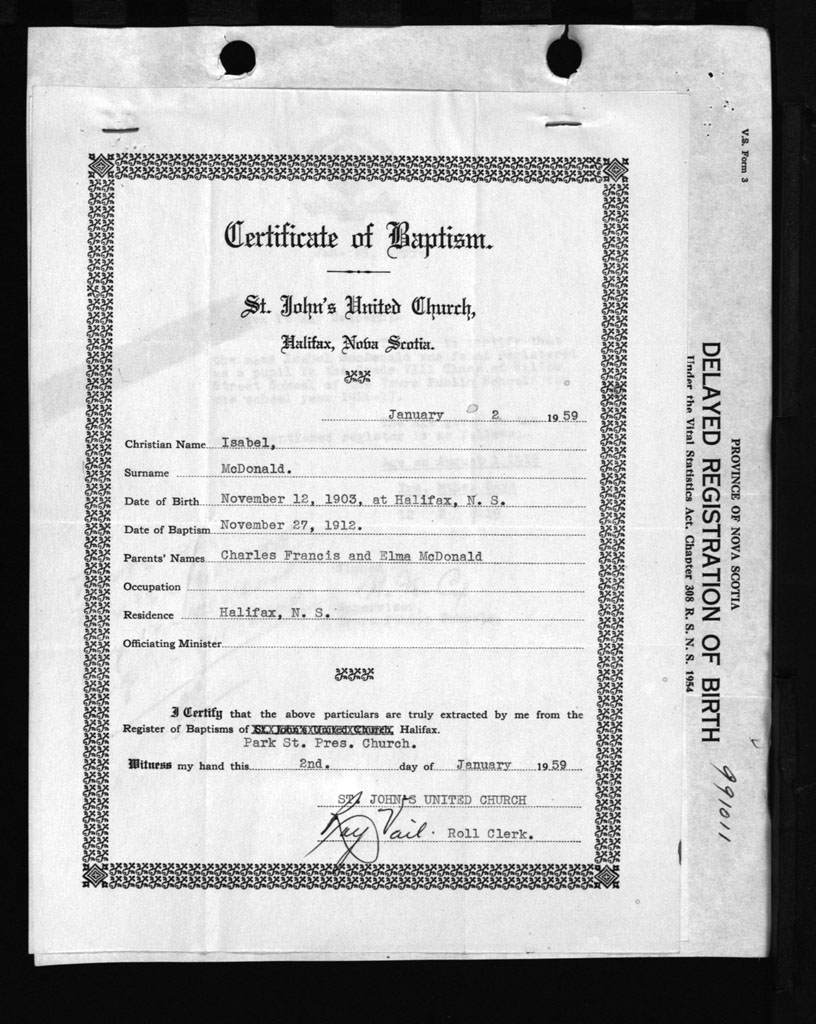 Certificate of Baptism.
St. John's United Church,
Halifax, Nova Scotia.
January 2 1959
Christian Name Isabel,
Surname McDonald.
Date of Birth November 12, 1903, at Halifax, N. S.
Date of Baptism November 27, 1912.
Parents' Names Charles Francis and Elma McDonald
Occupation
Residence Halifax, N. S.
Officiating Minister
I Certify that the above particulars are truly extracted by me from the
Register of Baptisms of St. John's United Church, Halifax.
Park St. Pres. Church.
Witness my hand this 2nd. day of January 1959
ST. JOHN'S UNITED CHURCH
Ray Vail. Roll Clerk.
V.S. Form 3
PROVINCE OF NOVA SCOTIA
DELAYED REGISTRATION OF BIRTH
Under the Vital Statistics Act. Chapter 308 R. S. N. S. 1954
991011